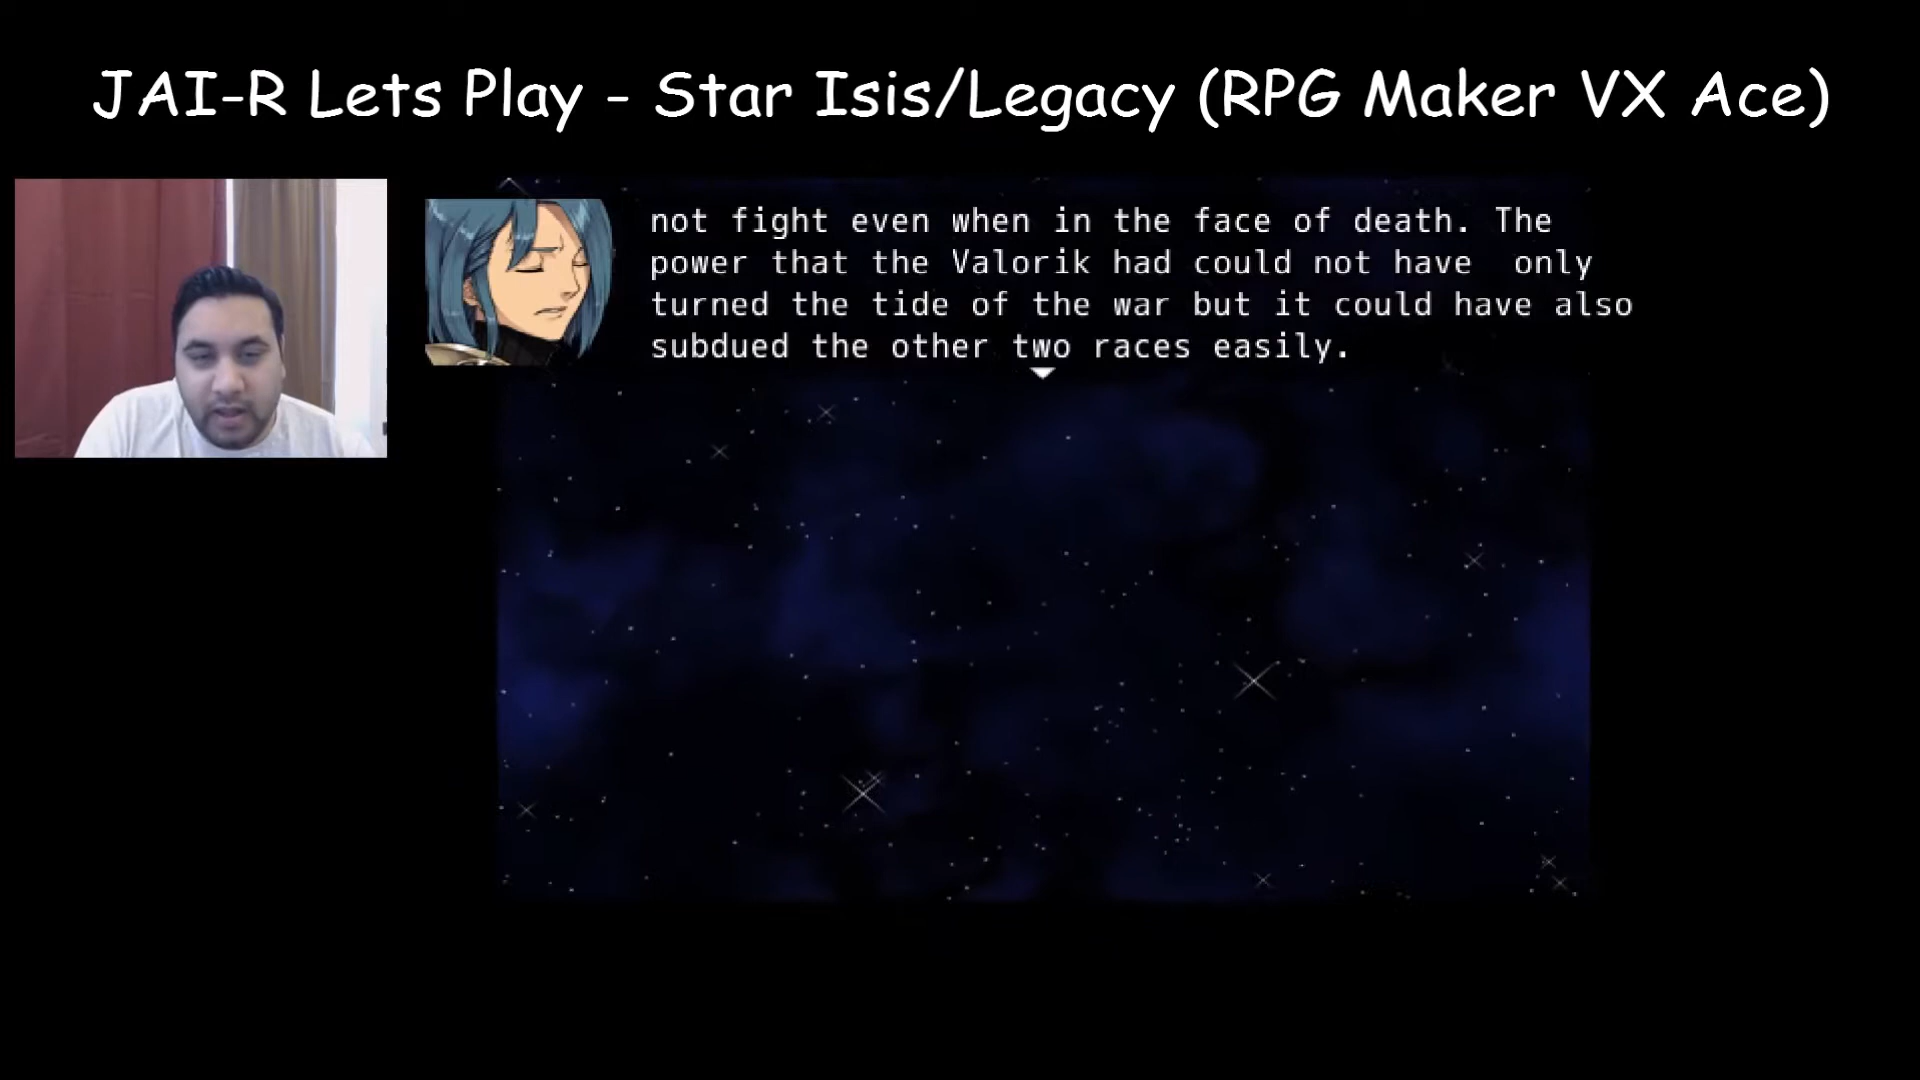 JAI-R Lets Play - Star Isis/Legacy (RPG Maker VX Ace)
not fight even when in the face of death. The
power that the Valorik had could not have only
turned the tide of the war but it could have also
subdued the other two races easily.